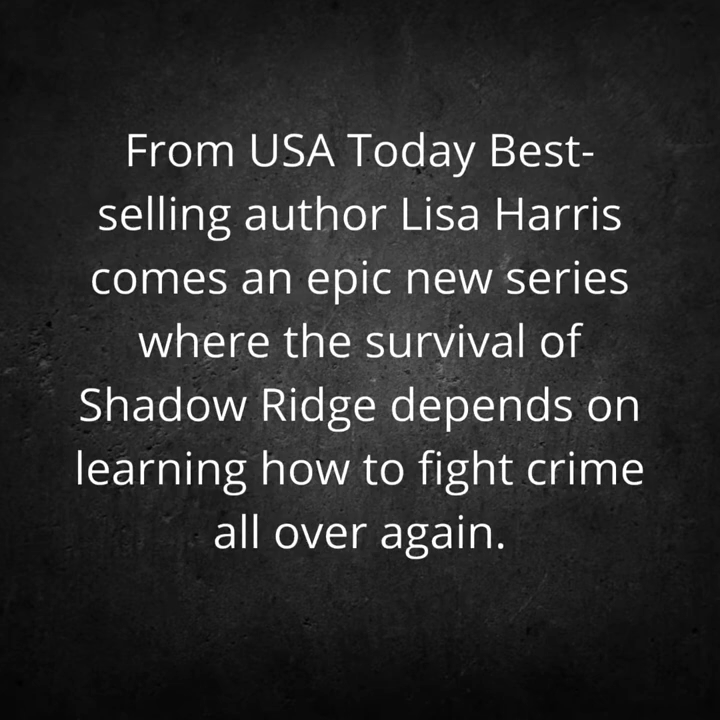 From USA Today Best-
selling author Lisa Harris
comes an epic new series
where the survival of
Shadow Ridge depends on
learning how to fight crime
all over again.